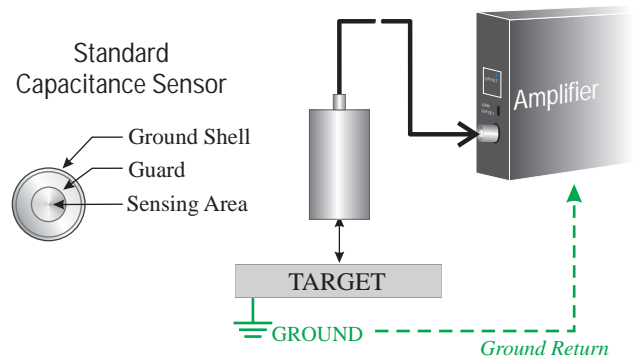 Standard
Capacitance Sensor
Ground Shell
Guard
Sensing Area
Amplifier
TARGET
GROUND
Ground Return